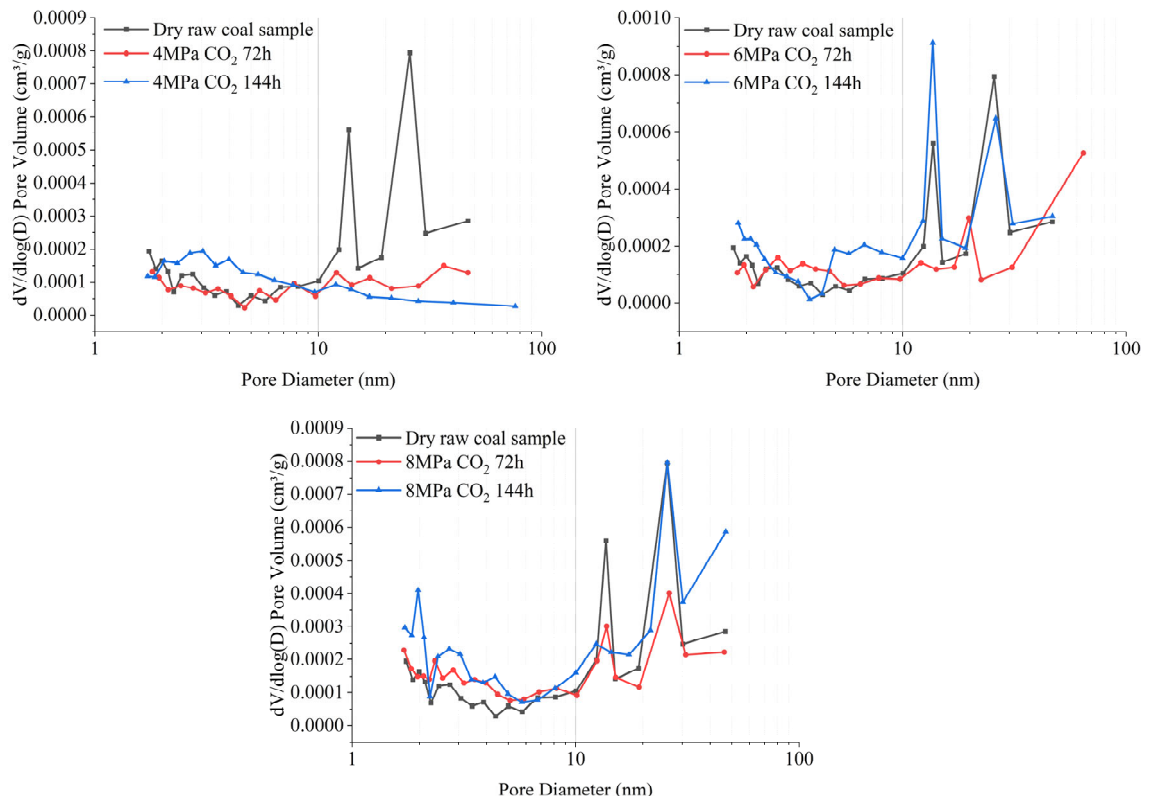 0.0009
0.0008
0.0007
0.0006
0.0005
0.0004
0.0003
0.0002
0.0001
0.0000
dV/dlog(D) Pore Volume (cm³/g)
Dry raw coal sample
4MPa CO₂ 72h
4MPa CO₂ 144h
1 10 100
Pore Diameter (nm)
0.0010
0.0008
0.0006
0.0004
0.0002
0.0000
dV/dlog(D) Pore Volume (cm³/g)
Dry raw coal sample
6MPa CO₂ 72h
6MPa CO₂ 144h
1 10 100
Pore Diameter (nm)
0.0009
0.0008
0.0007
0.0006
0.0005
0.0004
0.0003
0.0002
0.0001
0.0000
dV/dlog(D) Pore Volume (cm³/g)
Dry raw coal sample
8MPa CO₂ 72h
8MPa CO₂ 144h
1 10 100
Pore Diameter (nm)